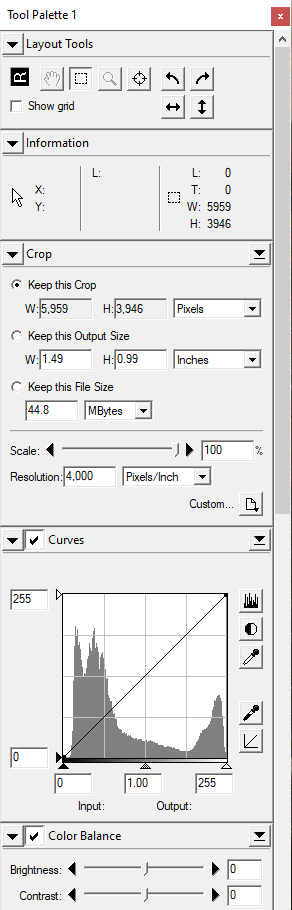 Tool Palette 1
x
Layout Tools
R
Show grid
Information
L:
L: 0
X:
T: 0
Y:
W: 5959
H: 3946
Crop
Keep this Crop
W: 5,959 H: 3,946 Pixels
Keep this Output Size
W: 1.49 H: 0.99 Inches
Keep this File Size
44.8 MBytes
Scale: 100 %
Resolution: 4,000 Pixels/Inch
Custom...
Curves
255
0
0 1.00 255
Input: Output:
Color Balance
Brightness: 0
Contrast: 0